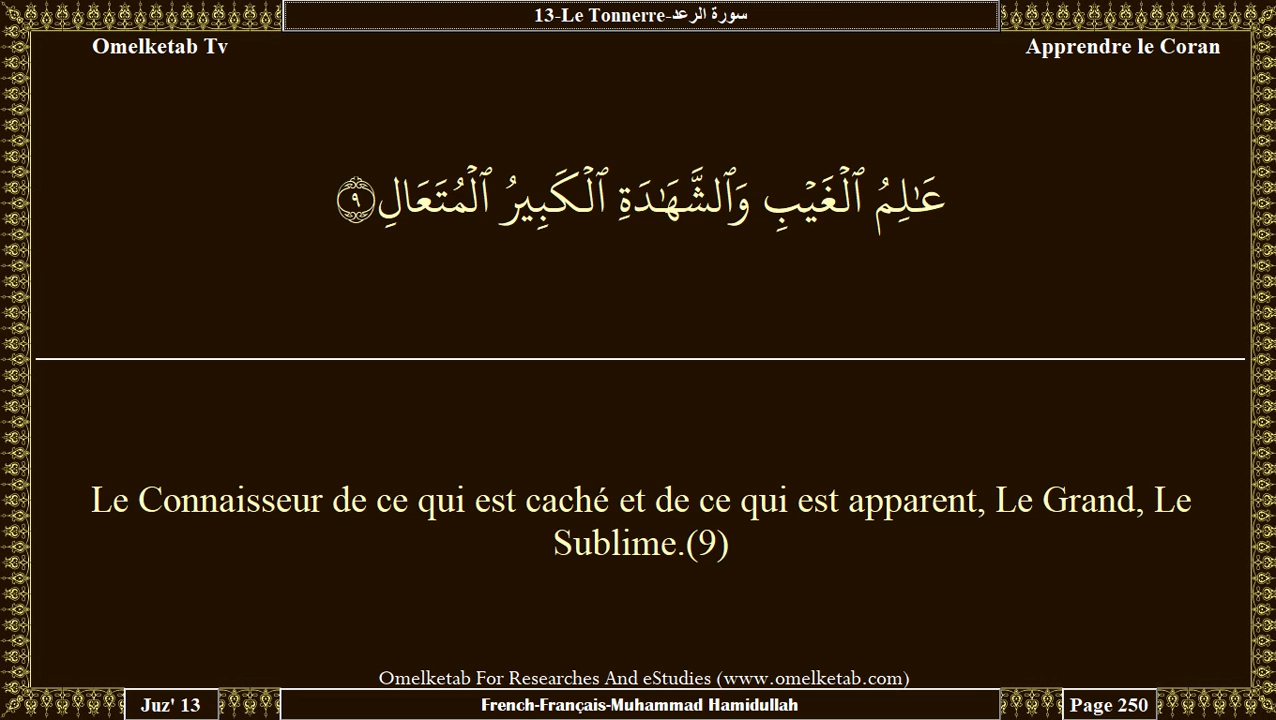 13-Le Tonnerre-سورة الرعد
Omelketab Tv
Apprendre le Coran
عَـٰلِمُ ٱلۡغَيۡبِ وَٱلشَّهَـٰدَةِ ٱلۡكَبِيرُ ٱلۡمُتَعَالِ ٩
Le Connaisseur de ce qui est caché et de ce qui est apparent, Le Grand, Le
Sublime.(9)
Omelketab For Researches And eStudies (www.omelketab.com)
Juz' 13
French-Français-Muhammad Hamidullah
Page 250